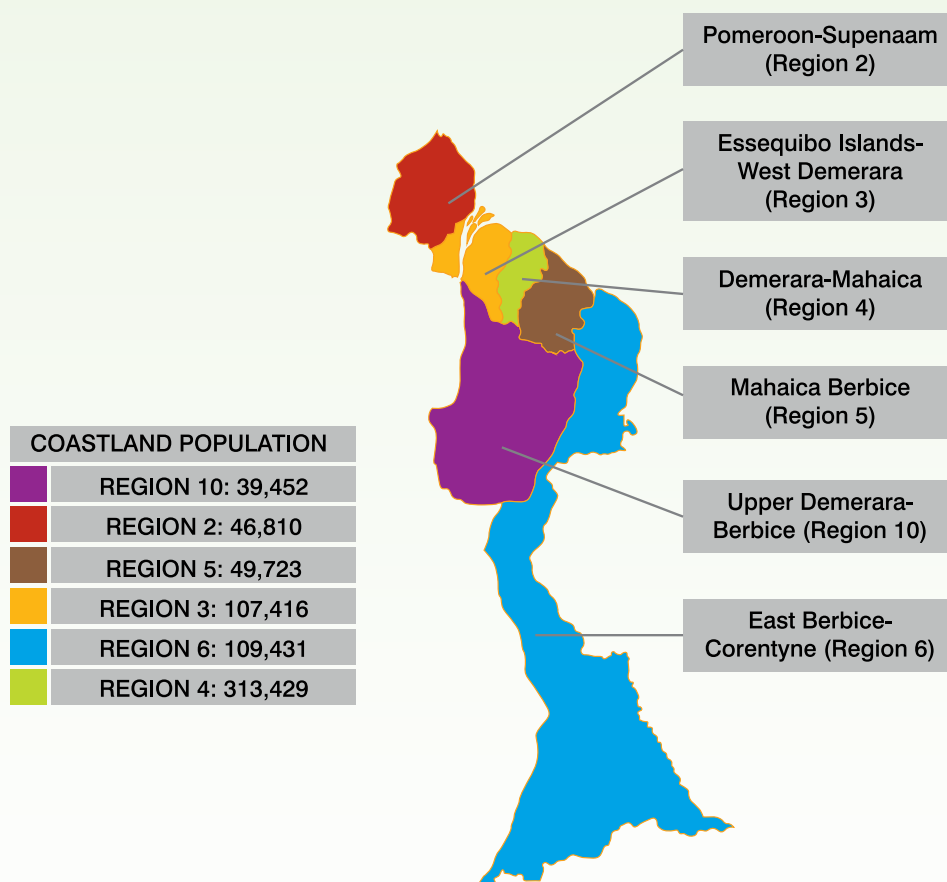 Pomeroon-Supenaam
(Region 2)
Essequibo Islands-
West Demerara
(Region 3)
Demerara-Mahaica
(Region 4)
Mahaica Berbice
(Region 5)
Upper Demerara-
Berbice (Region 10)
East Berbice-
Corentyne (Region 6)
COASTLAND POPULATION
REGION 10: 39,452
REGION 2: 46,810
REGION 5: 49,723
REGION 3: 107,416
REGION 6: 109,431
REGION 4: 313,429